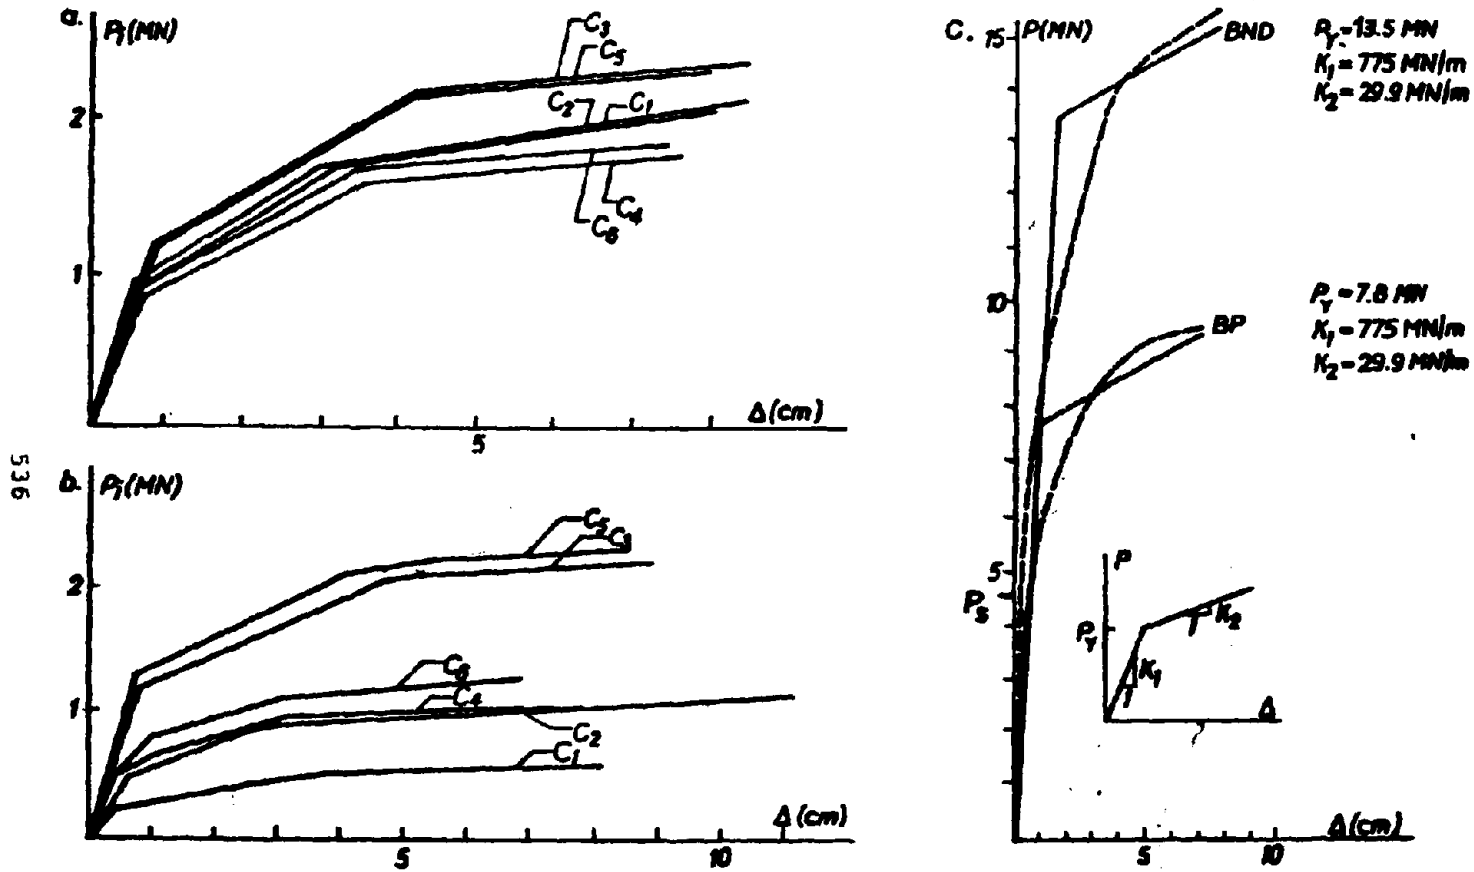 a. Pj(MN)
C3
C5
C2 C1
2
C4
C6
1
Δ(cm)
5
536
b. Pj(MN)
C5
C3
2
C6
C4
1
C2
C1
Δ(cm)
5 10
C. 15 P(MN)
BND
PY=13.5 MN
K1=775 MN/m
K2=29.9 MN/m
10
BP
PY=7.8 MN
K1=775 MN/m
K2=29.9 MN/m
5
PS
P
PY
K2
K1
Δ
Δ(cm)
5 10